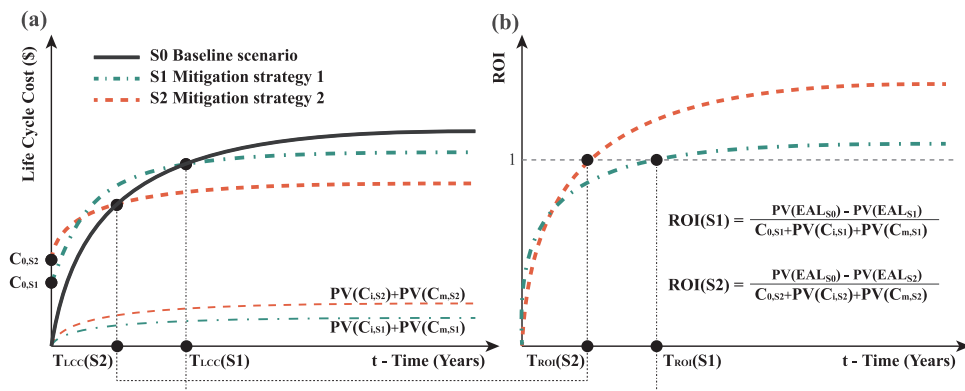 (a)
Life Cycle Cost ($)
S0 Baseline scenario
S1 Mitigation strategy 1
S2 Mitigation strategy 2
C0,S2
C0,S1
PV(Ci,S2)+PV(Cm,S2)
PV(Ci,S1)+PV(Cm,S1)
TLCC(S2)
TLCC(S1)
t - Time (Years)
(b)
ROI
1
ROI(S1) = PV(EALS0) - PV(EALS1)
C0,S1+PV(Ci,S1)+PV(Cm,S1)
ROI(S2) = PV(EALS0) - PV(EALS2)
C0,S2+PV(Ci,S2)+PV(Cm,S2)
TROI(S2)
TROI(S1)
t - Time (Years)